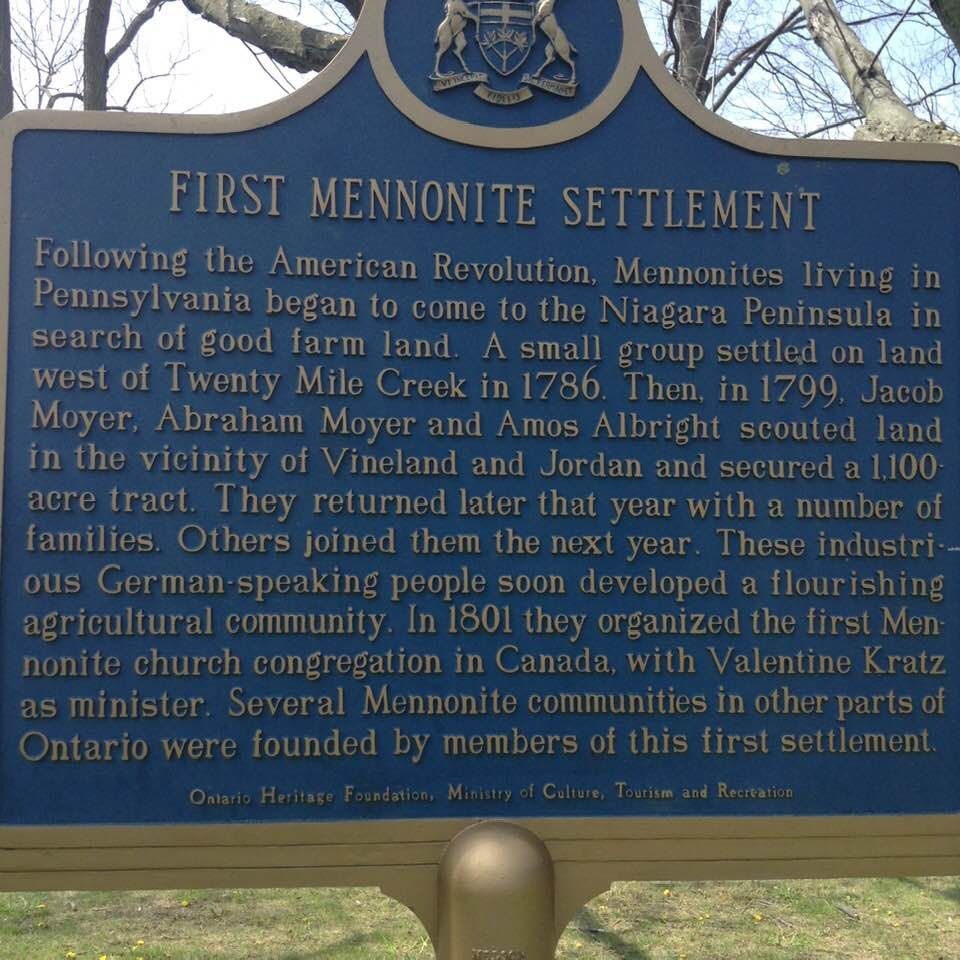 FIDELIS
FIRST MENNONITE SETTLEMENT
Following the American Revolution, Mennonites living in
Pennsylvania began to come to the Niagara Peninsula in
search of good farm land. A small group settled on land
west of Twenty Mile Creek in 1786. Then, in 1799, Jacob
Moyer, Abraham Moyer and Amos Albright scouted land
in the vicinity of Vineland and Jordan and secured a 1,100-
acre tract. They returned later that year with a number of
families. Others joined them the next year. These industri-
ous German-speaking people soon developed a flourishing
agricultural community. In 1801 they organized the first Men-
nonite church congregation in Canada, with Valentine Kratz
as minister. Several Mennonite communities in other parts of
Ontario were founded by members of this first settlement.
Ontario Heritage Foundation, Ministry of Culture, Tourism and Recreation